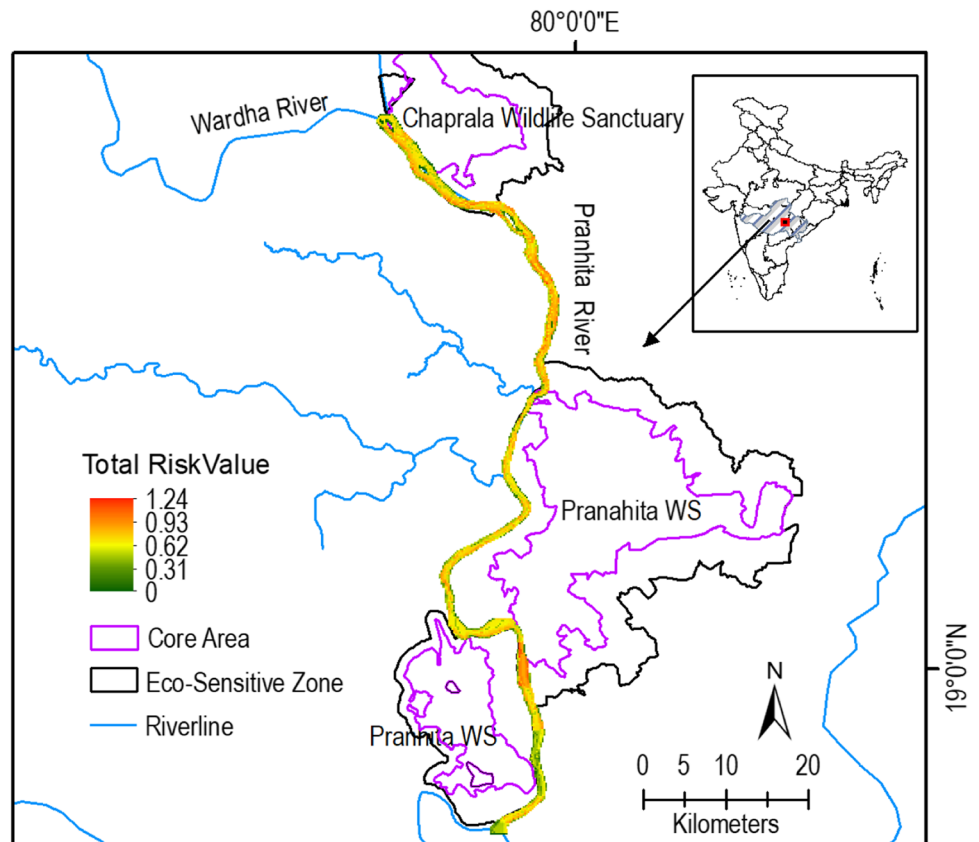 80°0'0"E
Wardha River
Chaprala Wildlife Sanctuary
Pranhita River
Total RiskValue
1.24
0.93
0.62
0.31
0
Pranahita WS
Core Area
Eco-Sensitive Zone
Riverline
Pranhita WS
N
19°0'0"N
0 5 10 20
Kilometers